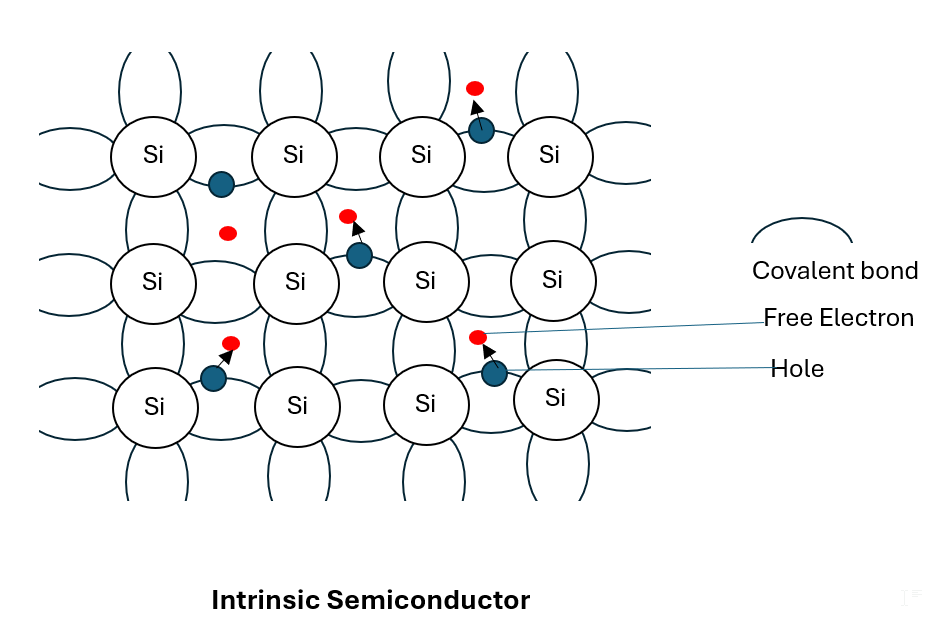 Si Si Si Si
Si Si Si Si
Covalent bond
Free Electron
Hole
Si Si Si Si
Intrinsic Semiconductor